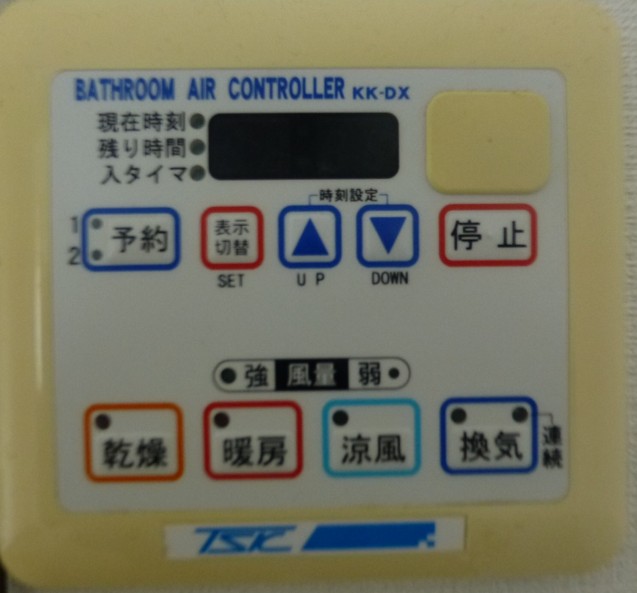 BATHROOM AIR CONTROLLER KK-DX
現在時刻
残り時間
入タイマ
時刻設定
1
2
予約
表示
切替
停止
SET
UP
DOWN
強 風量 弱
乾燥
暖房
涼風
換気
連続
TSK